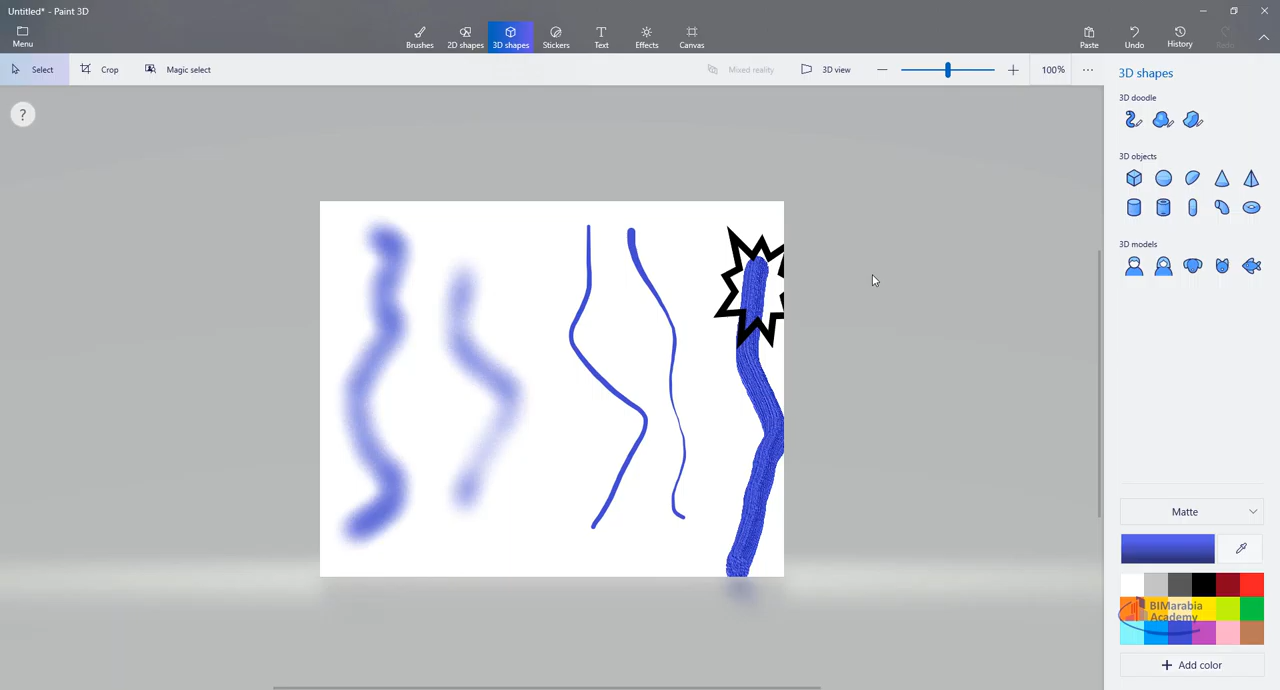 Untitled* - Paint 3D
Menu
Brushes
2D shapes
3D shapes
Stickers
Text
Effects
Canvas
Paste
Undo
History
Select
Crop
Magic select
Mixed reality
3D view
100%
?
3D shapes
3D doodle
3D objects
3D models
Matte
BIMarabia
Academy
+ Add color